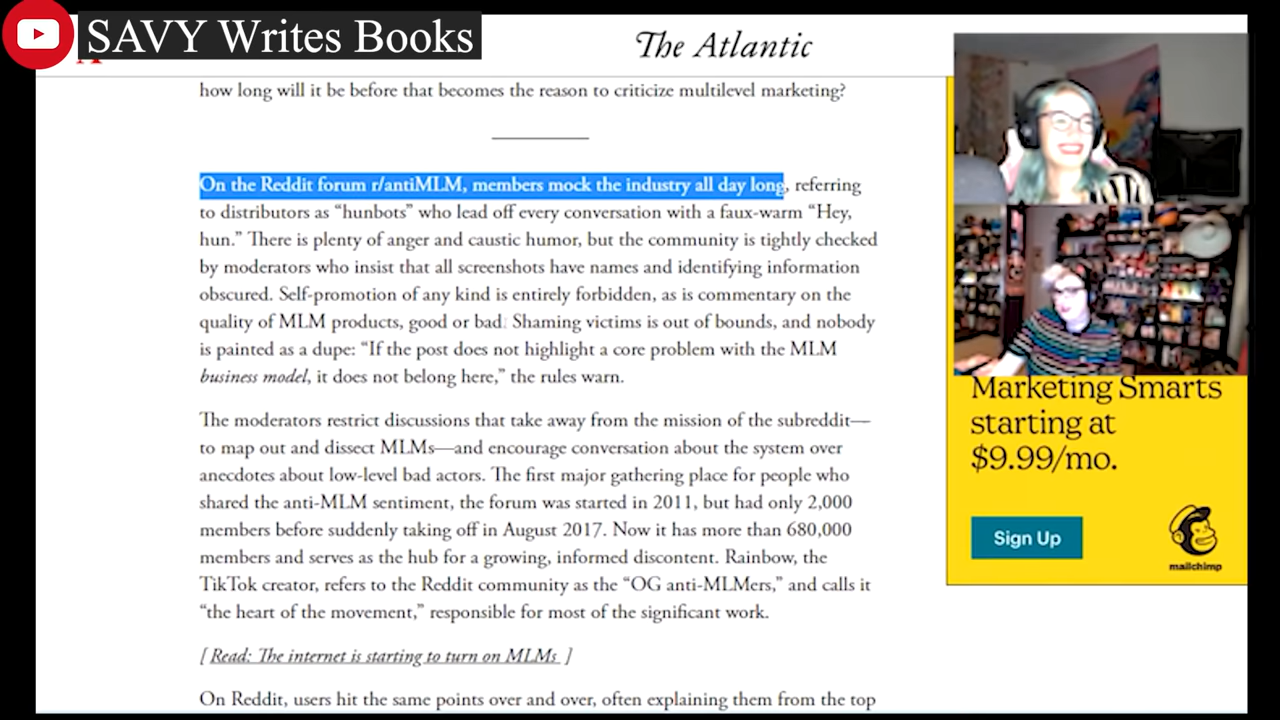 SAVY Writes Books
The Atlantic
how long will it be before that becomes the reason to criticize multilevel marketing?
On the Reddit forum r/antiMLM, members mock the industry all day long, referring
to distributors as “hunbots” who lead off every conversation with a faux-warm “Hey,
hun.” There is plenty of anger and caustic humor, but the community is tightly checked
by moderators who insist that all screenshots have names and identifying information
obscured. Self-promotion of any kind is entirely forbidden, as is commentary on the
quality of MLM products, good or bad. Shaming victims is out of bounds, and nobody
is painted as a dupe: “If the post does not highlight a core problem with the MLM
business model, it does not belong here,” the rules warn.
The moderators restrict discussions that take away from the mission of the subreddit—
to map out and dissect MLMs—and encourage conversation about the system over
anecdotes about low-level bad actors. The first major gathering place for people who
shared the anti-MLM sentiment, the forum was started in 2011, but had only 2,000
members before suddenly taking off in August 2017. Now it has more than 680,000
members and serves as the hub for a growing, informed discontent. Rainbow, the
TikTok creator, refers to the Reddit community as the “OG anti-MLMers,” and calls it
“the heart of the movement,” responsible for most of the significant work.
[ Read: The internet is starting to turn on MLMs ]
On Reddit, users hit the same points over and over, often explaining them from the top
Marketing Smarts
starting at
$9.99/mo.
Sign Up
mailchimp